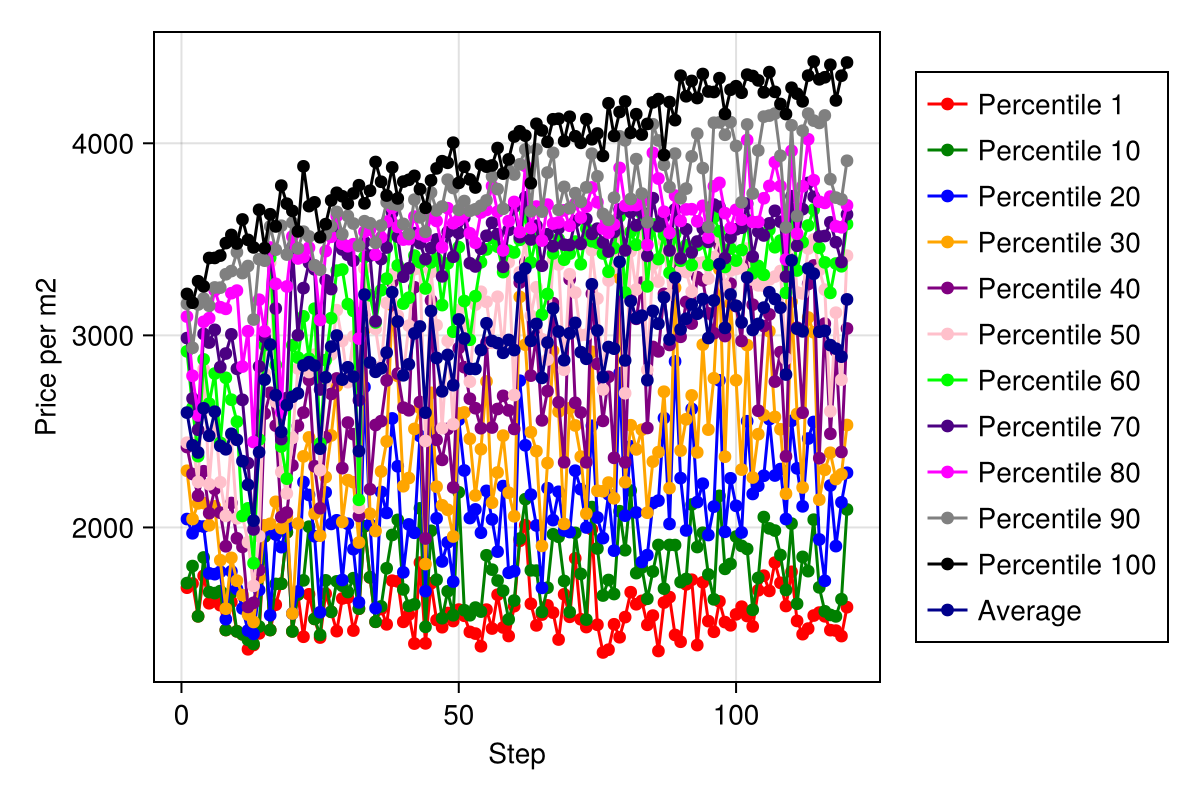 Price per m2
4000
3000
2000
0
50
100
Step
Percentile 1
Percentile 10
Percentile 20
Percentile 30
Percentile 40
Percentile 50
Percentile 60
Percentile 70
Percentile 80
Percentile 90
Percentile 100
Average